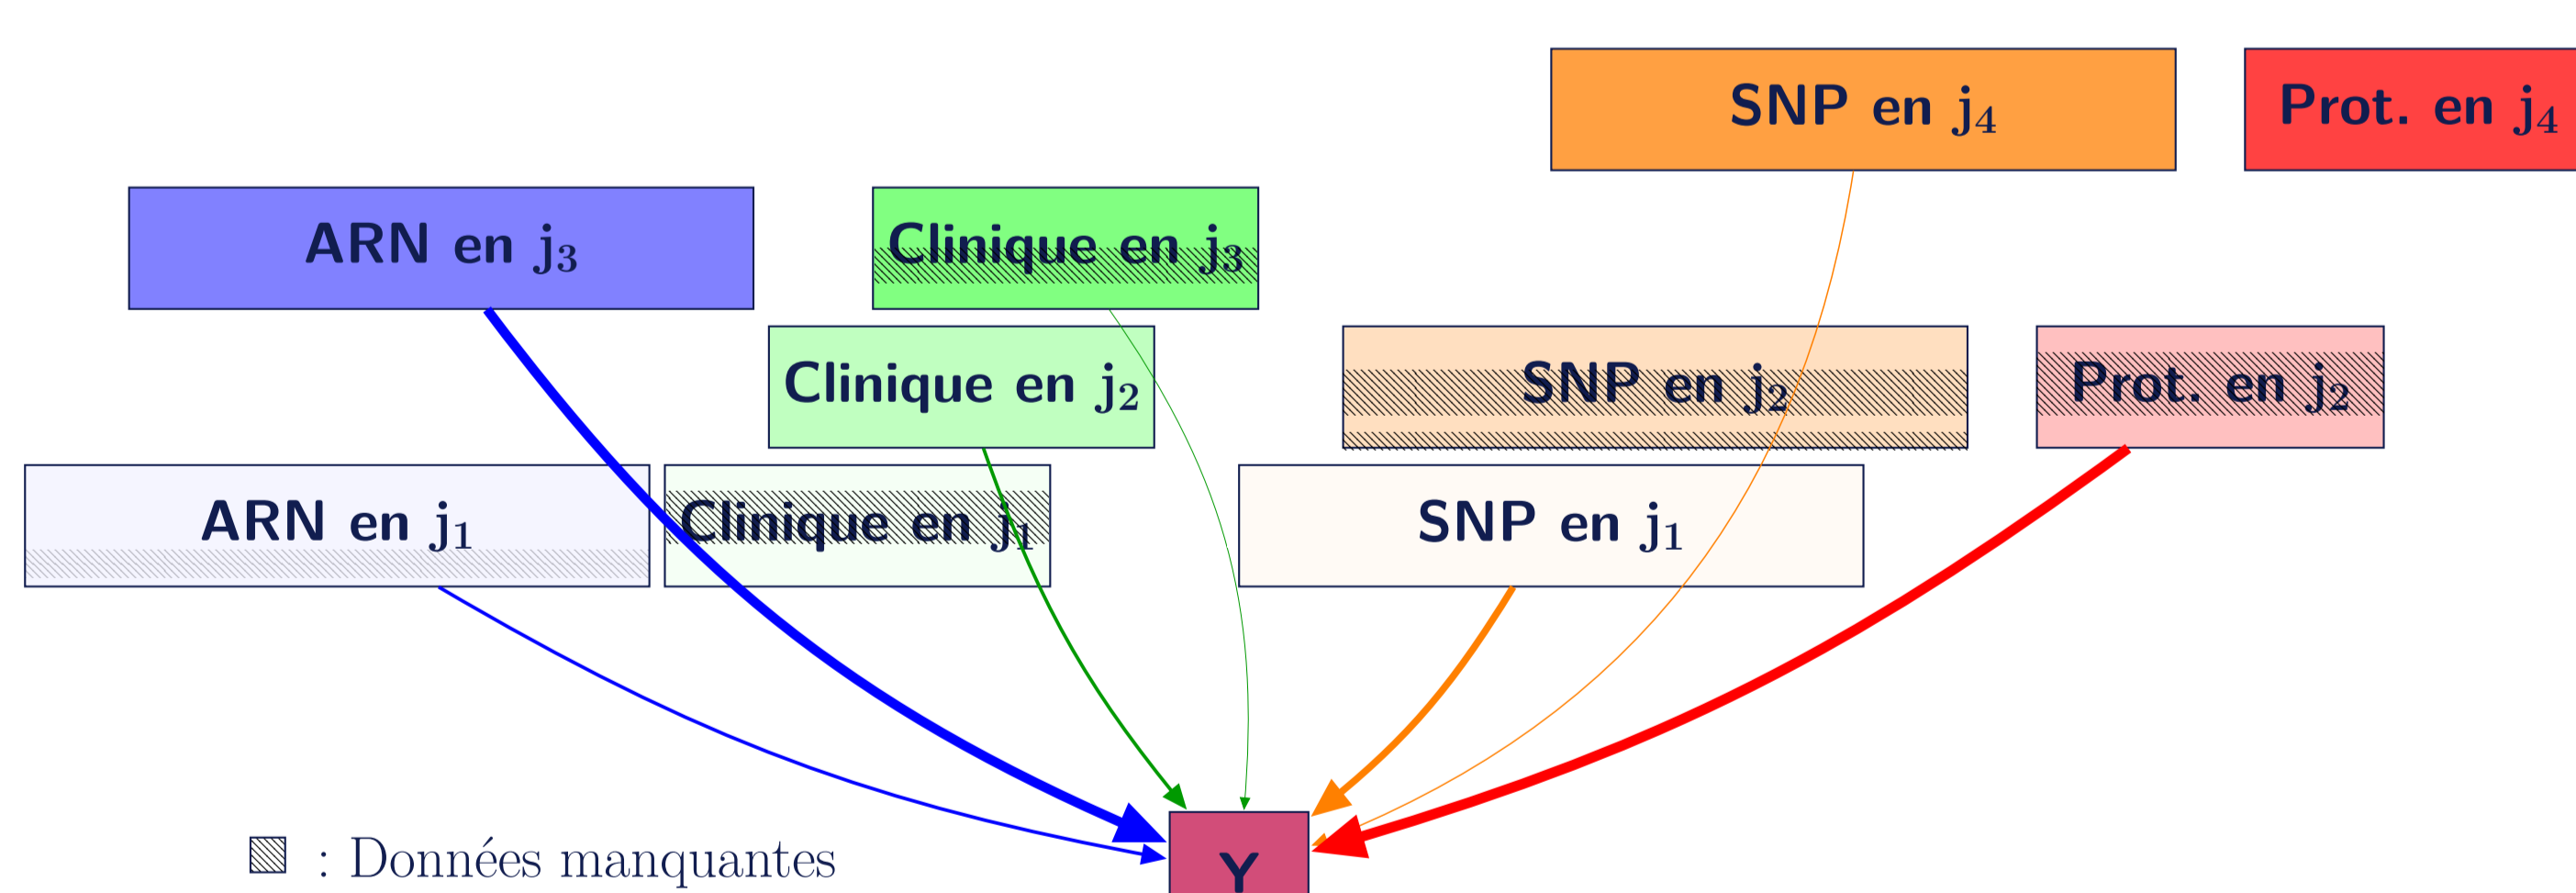 SNP en j₄
Prot. en j₄
ARN en j₃
Clinique en j₃
Clinique en j₂
SNP en j₂
Prot. en j₂
ARN en j₁
Clinique en j₁
SNP en j₁
: Données manquantes
Y